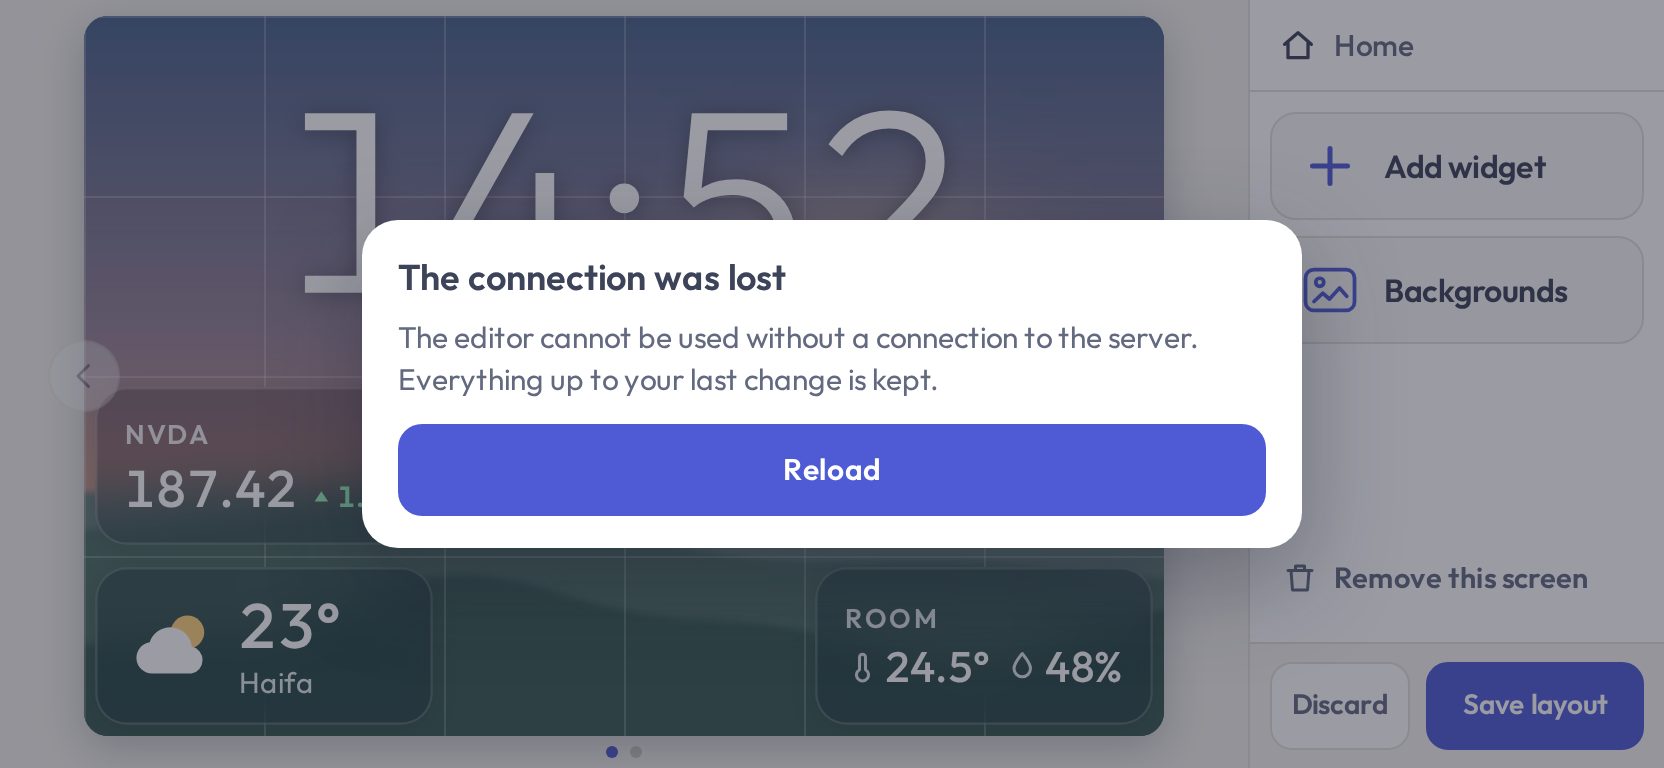 14:52
Home
Add widget
Backgrounds
The connection was lost
The editor cannot be used without a connection to the server.
Everything up to your last change is kept.
Reload
NVDA
187.42 ▲ 1.
23°
Haifa
ROOM
24.5° 48%
Remove this screen
Discard
Save layout